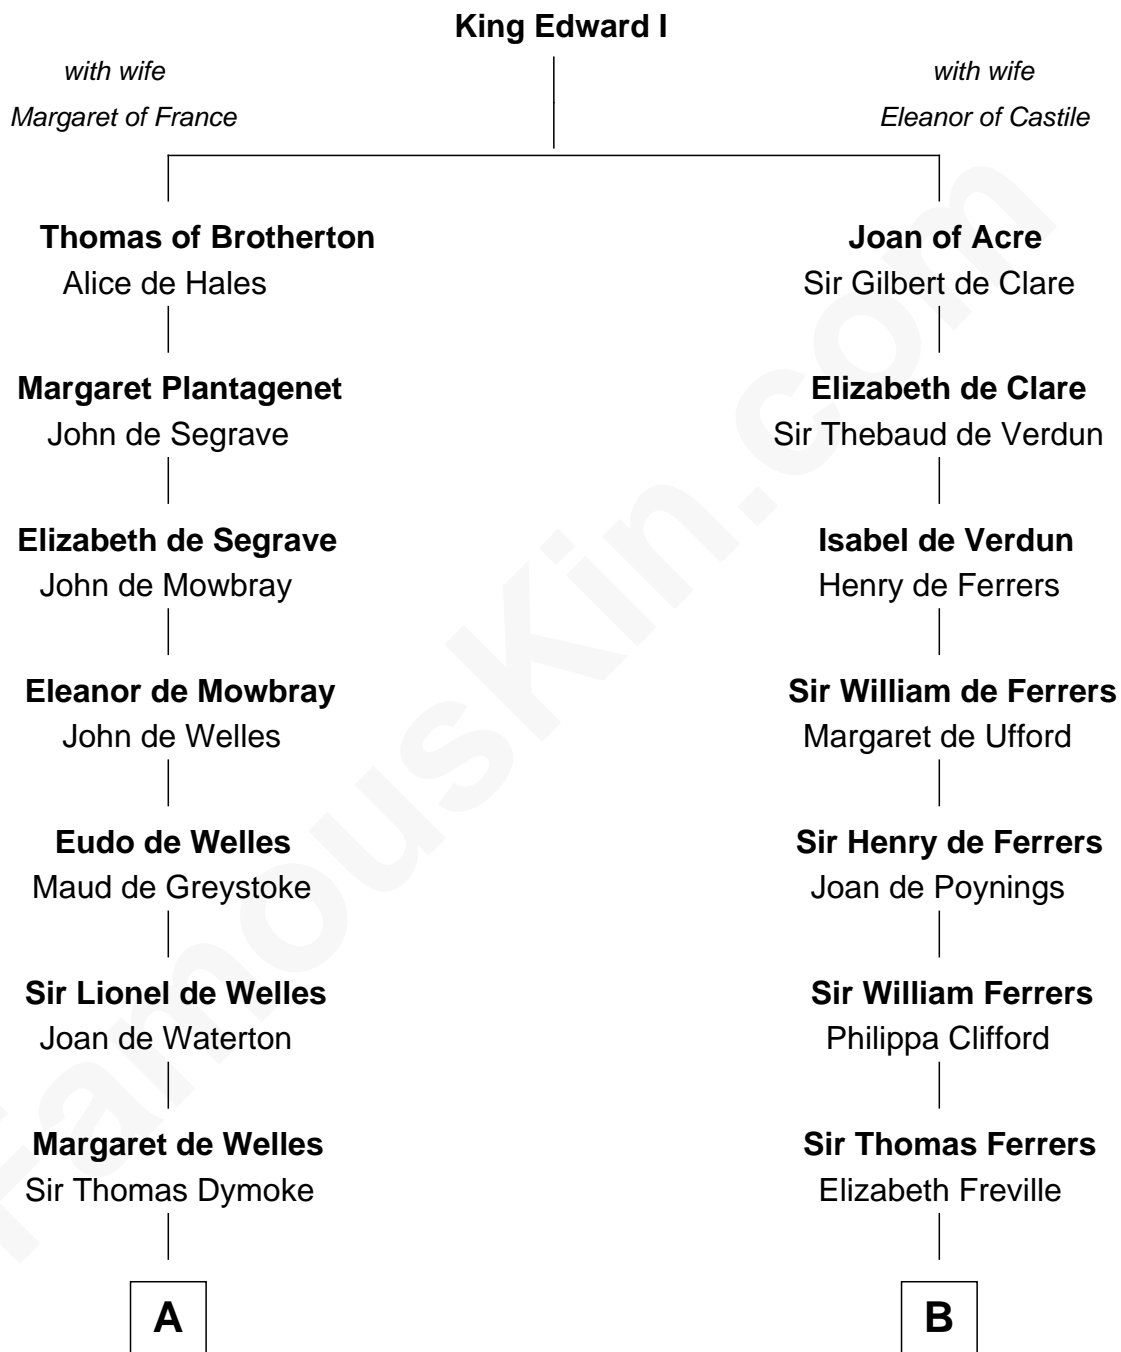 King Edward I
with wife
Margaret of France
with wife
Eleanor of Castile
Thomas of Brotherton
Alice de Hales
Joan of Acre
Sir Gilbert de Clare
Margaret Plantagenet
John de Segrave
Elizabeth de Clare
Sir Thebaud de Verdun
Elizabeth de Segrave
John de Mowbray
Isabel de Verdun
Henry de Ferrers
Eleanor de Mowbray
John de Welles
Sir William de Ferrers
Margaret de Ufford
Eudo de Welles
Maud de Greystoke
Sir Henry de Ferrers
Joan de Poynings
Sir Lionel de Welles
Joan de Waterton
Sir William Ferrers
Philippa Clifford
Margaret de Welles
Sir Thomas Dymoke
Sir Thomas Ferrers
Elizabeth Freville
A
B
FamousKin.com